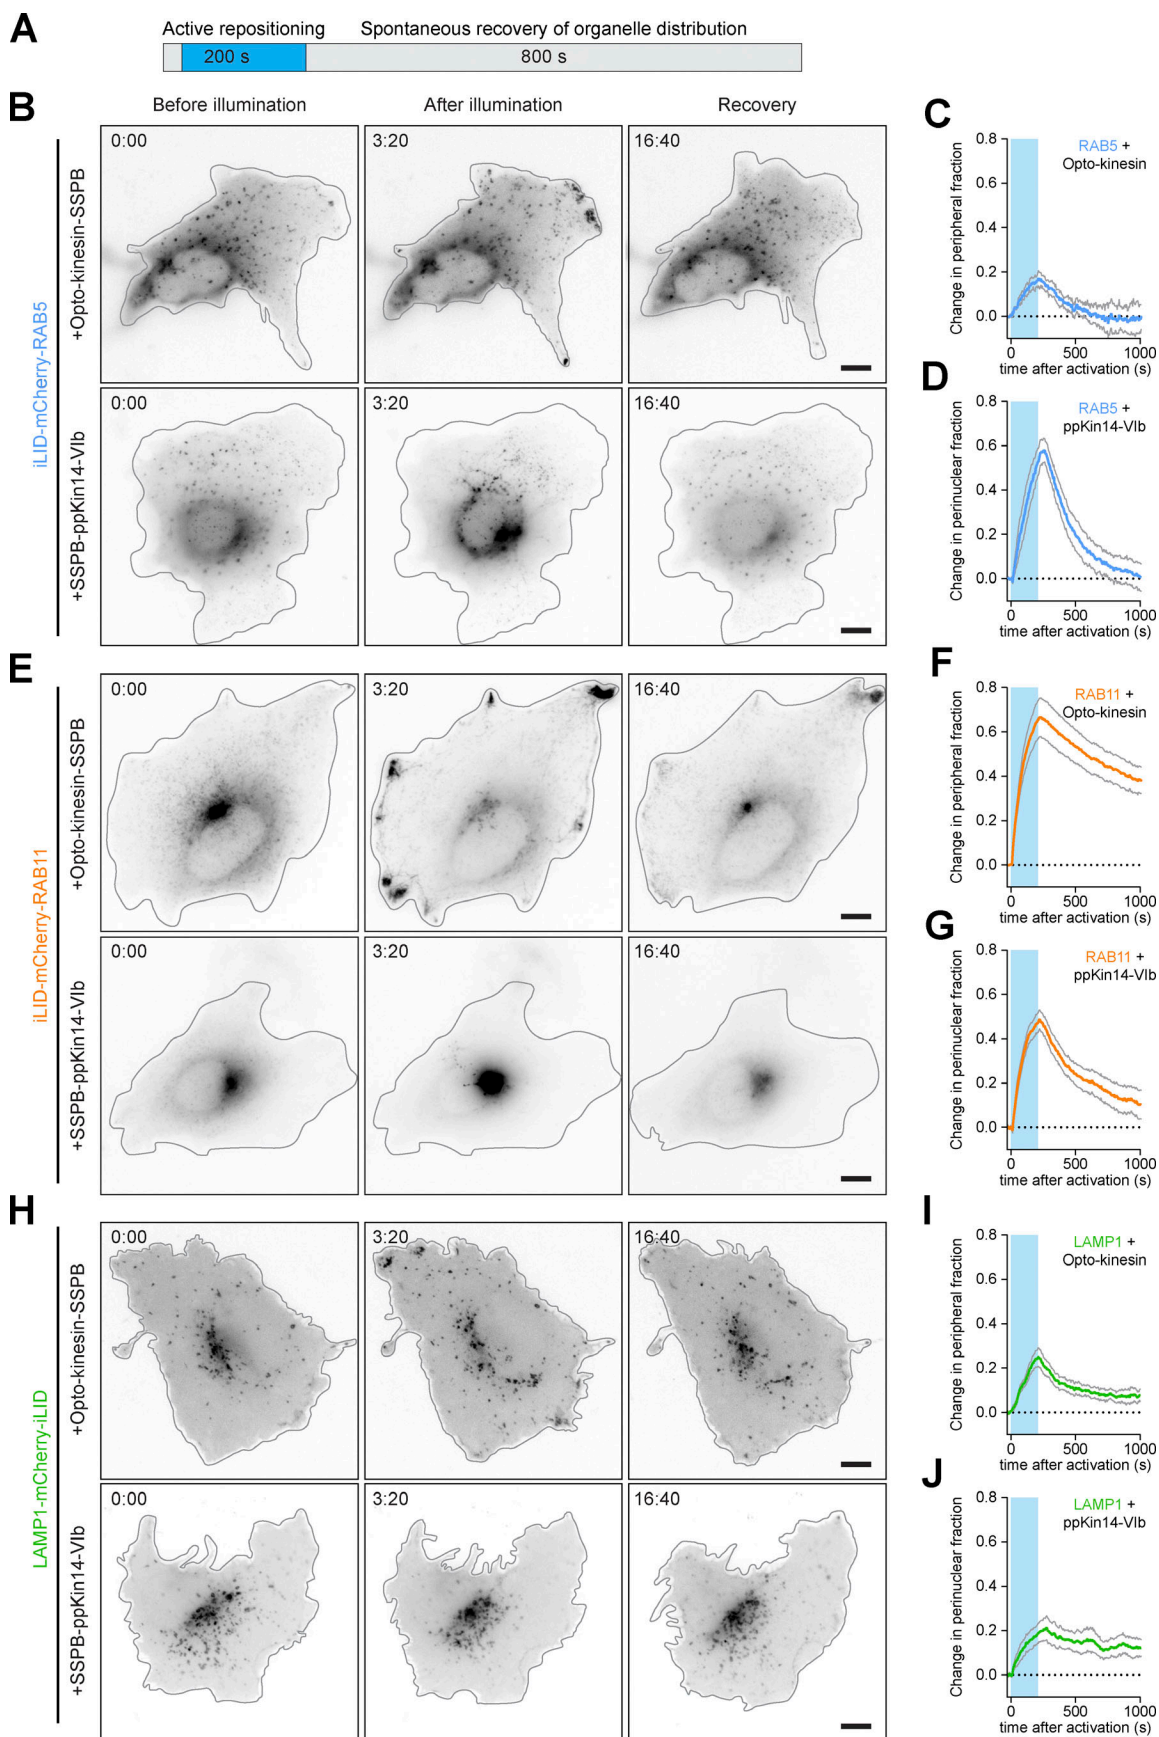 A
Active repositioning
Spontaneous recovery of organelle distribution
200 s
800 s
B
Before illumination
After illumination
Recovery
iLID-mCherry-RAB5
+Opto-kinesin-SSPB
0:00
3:20
16:40
+SSPB-ppKin14-VIb
0:00
3:20
16:40
C
Change in peripheral fraction
0.8
0.6
0.4
0.2
0.0
RAB5 +
Opto-kinesin
0
500
1000
time after activation (s)
D
Change in perinuclear fraction
0.8
0.6
0.4
0.2
0.0
RAB5 +
ppKin14-VIb
0
500
1000
time after activation (s)
E
iLID-mCherry-RAB11
+Opto-kinesin-SSPB
0:00
3:20
16:40
+SSPB-ppKin14-VIb
0:00
3:20
16:40
F
Change in peripheral fraction
0.8
0.6
0.4
0.2
0.0
RAB11 +
Opto-kinesin
0
500
1000
time after activation (s)
G
Change in perinuclear fraction
0.8
0.6
0.4
0.2
0.0
RAB11 +
ppKin14-VIb
0
500
1000
time after activation (s)
H
LAMP1-mCherry-iLID
+Opto-kinesin-SSPB
0:00
3:20
16:40
+SSPB-ppKin14-VIb
0:00
3:20
16:40
I
Change in peripheral fraction
0.8
0.6
0.4
0.2
0.0
LAMP1 +
Opto-kinesin
0
500
1000
time after activation (s)
J
Change in perinuclear fraction
0.8
0.6
0.4
0.2
0.0
LAMP1 +
ppKin14-VIb
0
500
1000
time after activation (s)